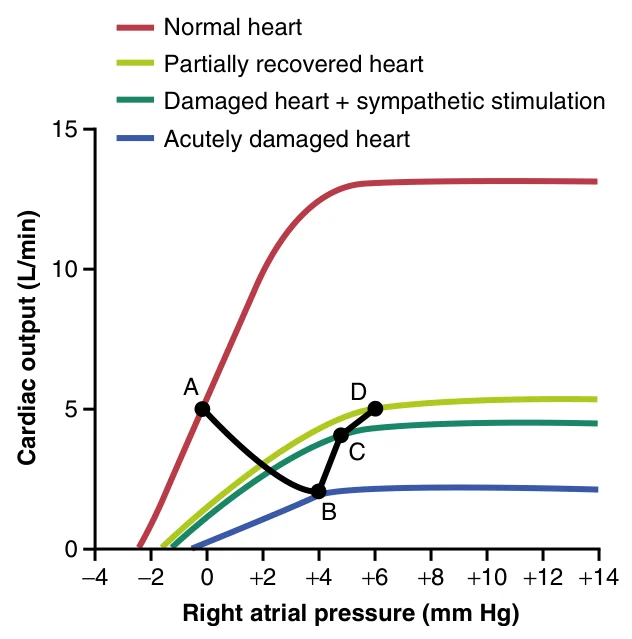 Normal heart
Partially recovered heart
Damaged heart + sympathetic stimulation
Acutely damaged heart
15
10
5
0
Cardiac output (L/min)
A
B
C
D
–4 –2 0 +2 +4 +6 +8 +10 +12 +14
Right atrial pressure (mm Hg)